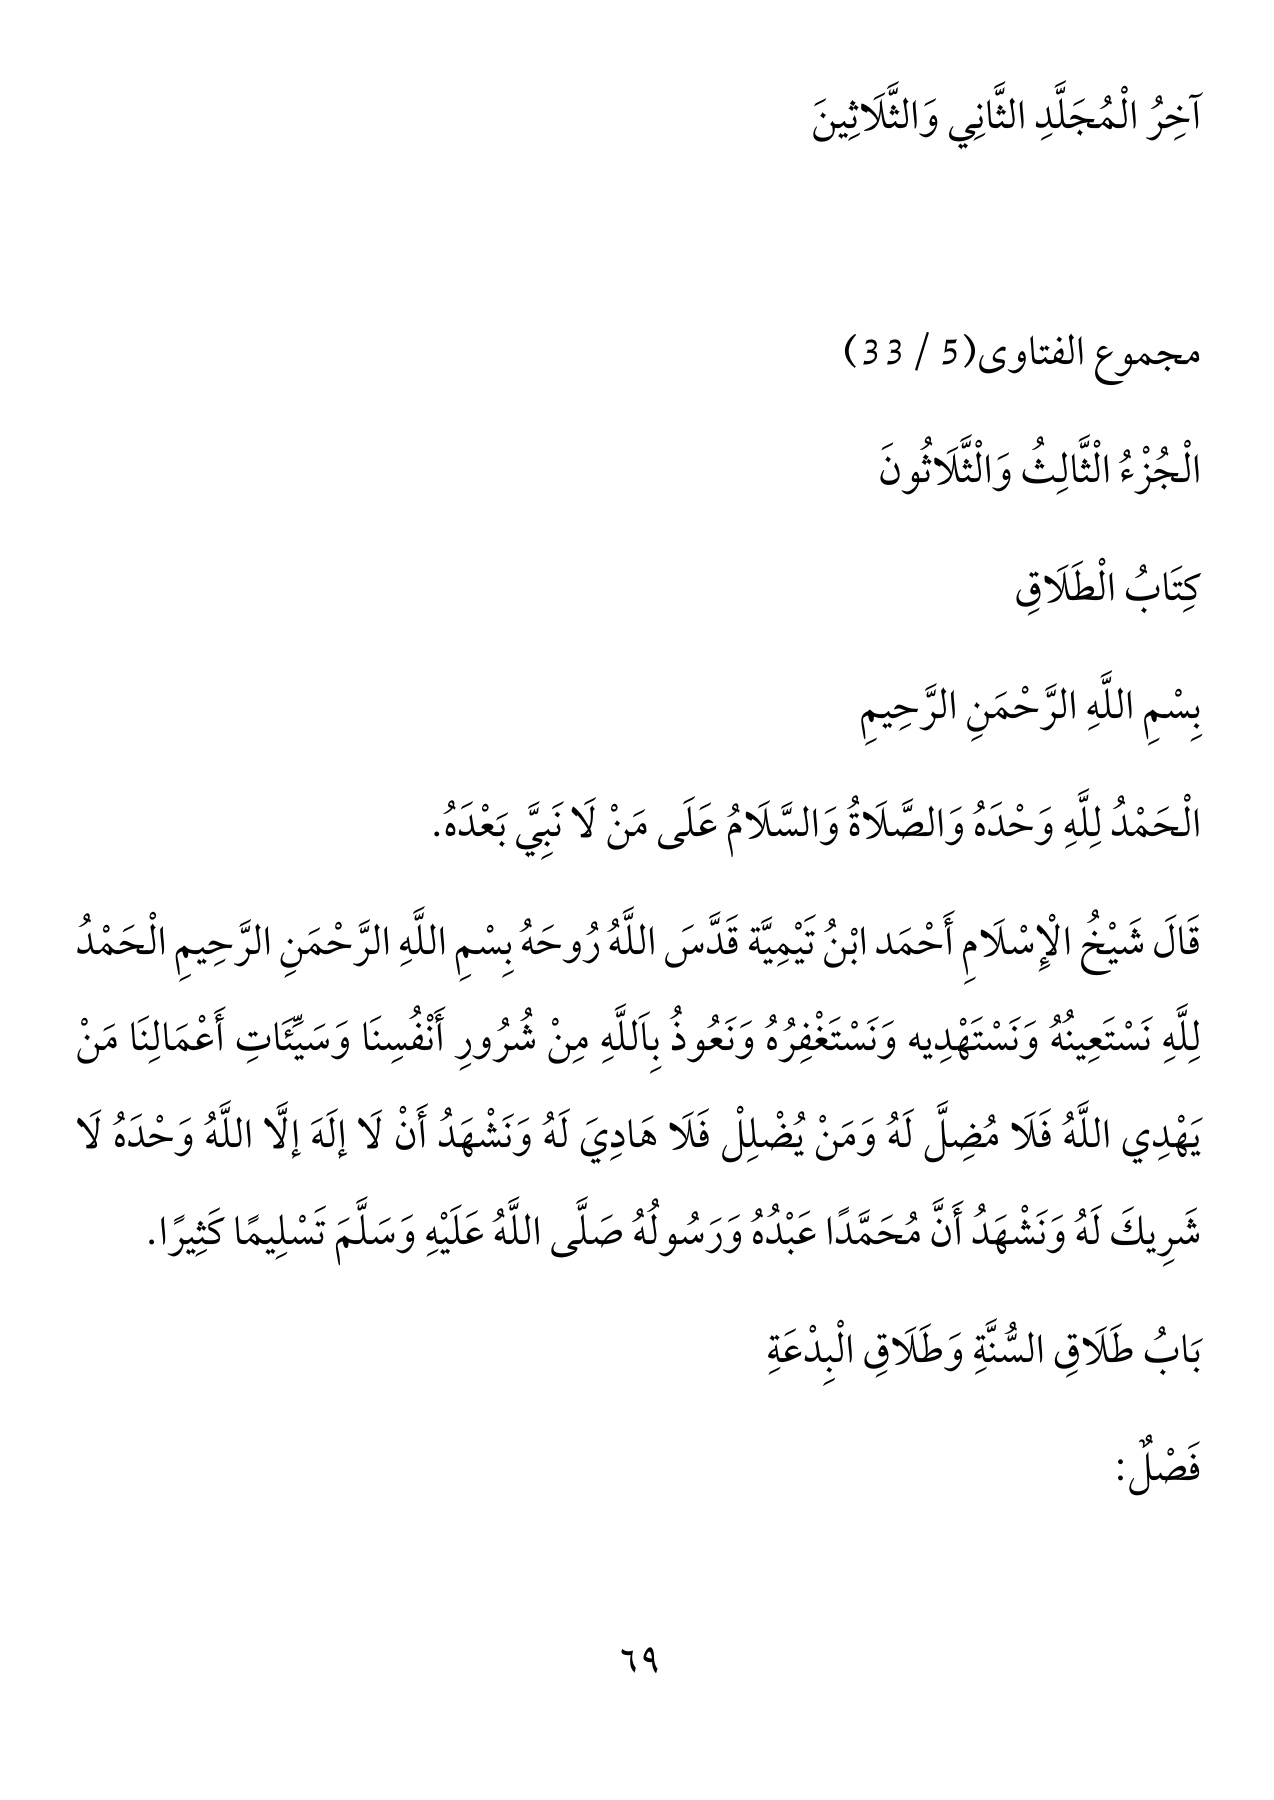 آخِرُ الْمُجَلَّدِ الثَّانِي وَالثَّلَاثِينَ
مجموع الفتاوى(5 / 33)
الْجُزْءُ الْثَّالِثُ وَالْثَّلَاثُونَ
كِتَابُ الْطَلَاقِ
بِسْمِ اللَّهِ الرَّحْمَنِ الرَّحِيمِ
الْحَمْدُ لِلَّهِ وَحْدَهُ وَالصَّلَاةُ وَالسَّلَامُ عَلَى مَنْ لَا نَبِيَّ بَعْدَهُ.
قَالَ شَيْخُ الْإِسْلَامِ أَحْمَد ابْنُ تَيْمِيَّة قَدَّسَ اللَّهُ رُوحَهُ بِسْمِ اللَّهِ الرَّحْمَنِ الرَّحِيمِ الْحَمْدُ
لِلَّهِ نَسْتَعِينُهُ وَنَسْتَهْدِيه وَنَسْتَغْفِرُهُ وَنَعُوذُ بِاَللَّهِ مِنْ شُرُورِ أَنْفُسِنَا وَسَيِّئَاتِ أَعْمَالِنَا مَنْ
يَهْدِي اللَّهُ فَلَا مُضِلَّ لَهُ وَمَنْ يُضْلِلْ فَلَا هَادِيَ لَهُ وَنَشْهَدُ أَنْ لَا إلَهَ إلَّا اللَّهُ وَحْدَهُ لَا
شَرِيكَ لَهُ وَنَشْهَدُ أَنَّ مُحَمَّدًا عَبْدُهُ وَرَسُولُهُ صَلَّى اللَّهُ عَلَيْهِ وَسَلَّمَ تَسْلِيمًا كَثِيرًا.
بَابُ طَلَاقِ السُّنَّةِ وَطَلَاقِ الْبِدْعَةِ
فَصْلٌ:
٦٩